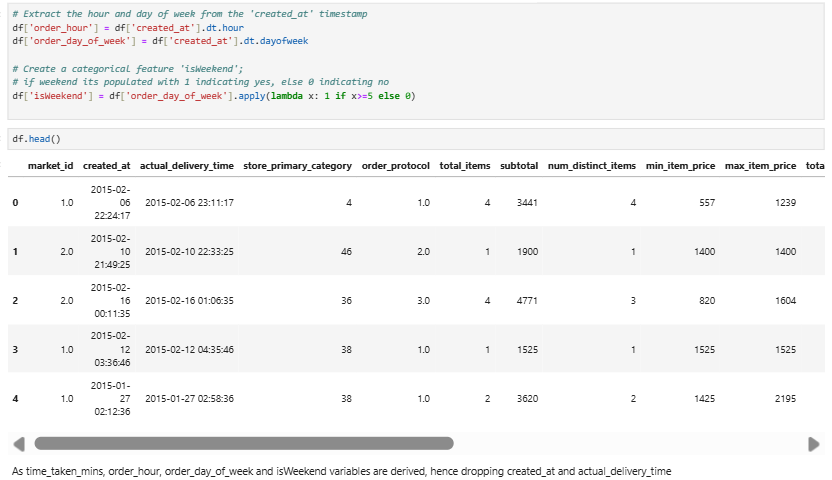 # Extract the hour and day of week from the 'created_at' timestamp
df['order_hour'] = df['created_at'].dt.hour
df['order_day_of_week'] = df['created_at'].dt.dayofweek
# Create a categorical feature 'isWeekend';
# if weekend its populated with 1 indicating yes, else 0 indicating no
df['isWeekend'] = df['order_day_of_week'].apply(lambda x: 1 if x>=5 else 0)
df.head()
market_id created_at actual_delivery_time store_primary_category order_protocol total_items subtotal num_distinct_items min_item_price max_item_price tota
0 1.0 2015-02-06 22:24:17 2015-02-06 23:11:17 4 1.0 4 3441 4 557 1239
1 2.0 2015-02-10 21:49:25 2015-02-10 22:33:25 46 2.0 1 1900 1 1400 1400
2 2.0 2015-02-16 00:11:35 2015-02-16 01:06:35 36 3.0 4 4771 3 820 1604
3 1.0 2015-02-12 03:36:46 2015-02-12 04:35:46 38 1.0 1 1525 1 1525 1525
4 1.0 2015-01-27 02:12:36 2015-01-27 02:58:36 38 1.0 2 3620 2 1425 2195
As time_taken_mins, order_hour, order_day_of_week and isWeekend variables are derived, hence dropping created_at and actual_delivery_time